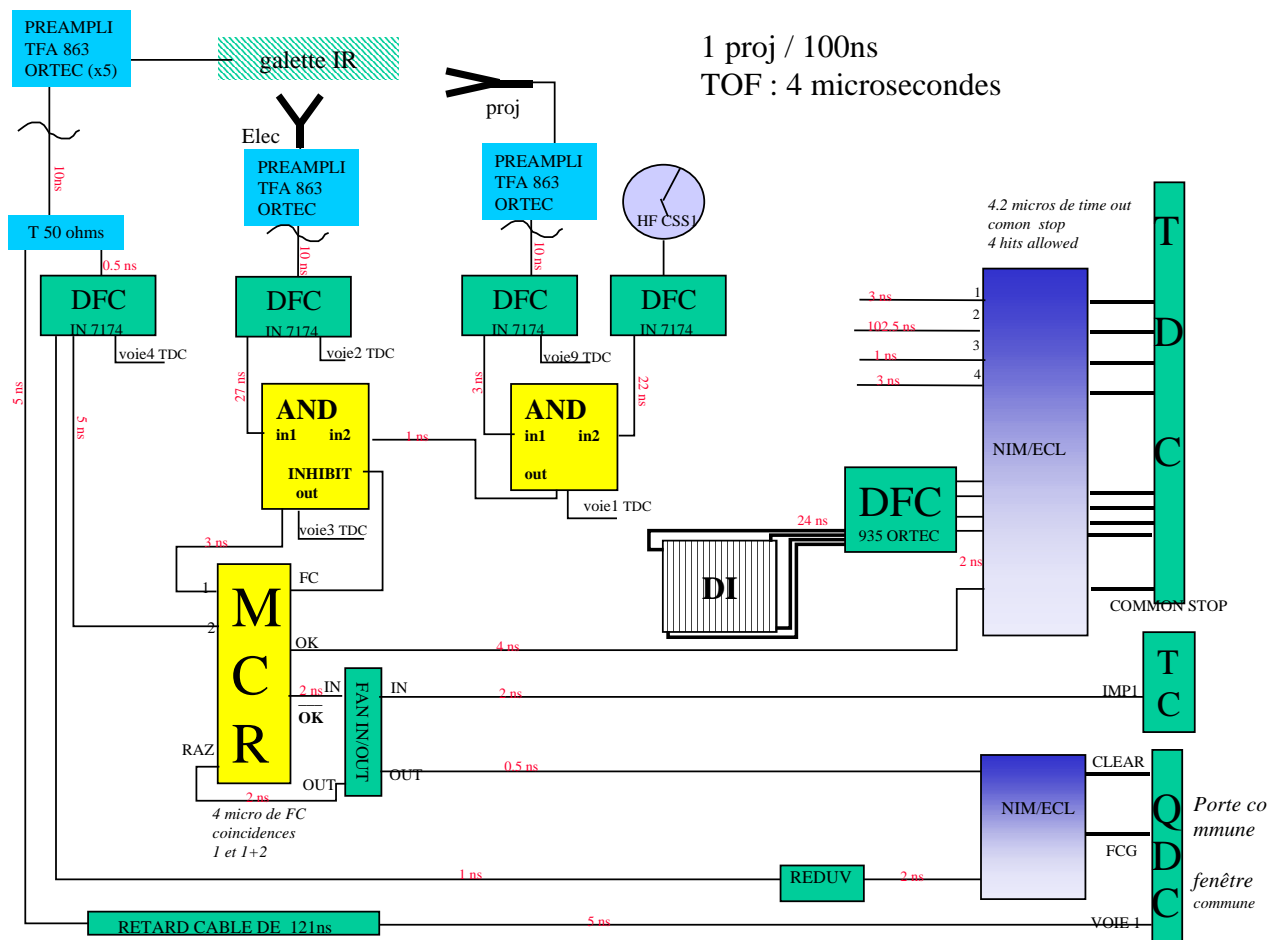 PREAMPLI
TFA 863
ORTEC (x5)
galette IR
1 proj / 100ns
TOF : 4 microsecondes
proj
Elec
PREAMPLI
TFA 863
ORTEC
PREAMPLI
TFA 863
ORTEC
HF CSS1
10ns
T 50 ohms
0.5 ns
10 ns
10 ns
4.2 micros de time out
comon stop
4 hits allowed
DFC
IN 7174
DFC
IN 7174
DFC
IN 7174
DFC
IN 7174
voie4 TDC
voie2 TDC
voie9 TDC
3 ns
1
102.5 ns
2
1 ns
3
3 ns
4
T
D
C
5 ns
5 ns
27 ns
3 ns
22 ns
AND
in1 in2
INHIBIT
out
1 ns
AND
in1 in2
out
voie1 TDC
voie3 TDC
NIM/ECL
DFC
935 ORTEC
24 ns
2 ns
DI
3 ns
1
2
FC
M
C
R
OK
4 ns
COMMON STOP
2 ns
IN
OK
FAN IN/OUT
IN
2 ns
IMP1
T
C
RAZ
OUT
OUT
2 ns
0.5 ns
4 micro de FC
coincidences
1 et 1+2
NIM/ECL
CLEAR
FCG
Q
D
C
Porte co
mmune
fenêtre
commune
1 ns
REDUV
2 ns
RETARD CABLE DE 121ns
5 ns
VOIE 1